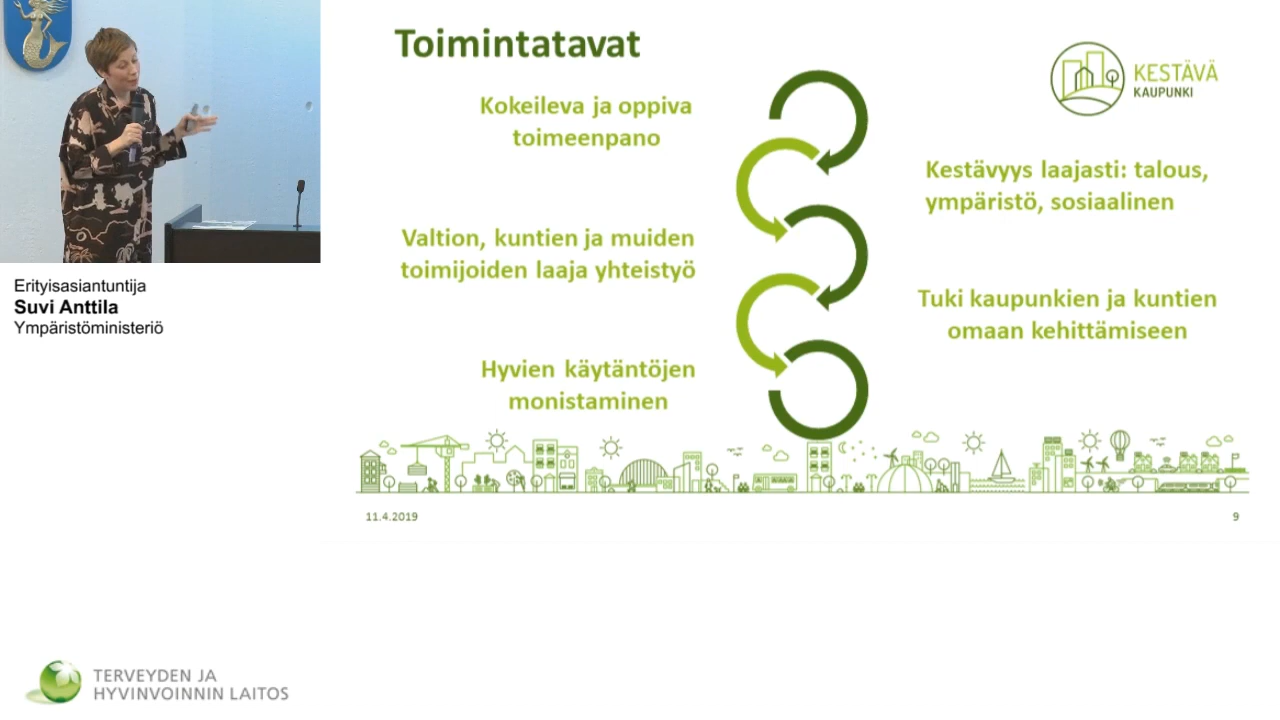 Toimintatavat
KESTÄVÄ
KAUPUNKI
Kokeileva ja oppiva
toimeenpano
Kestävyys laajasti: talous,
ympäristö, sosiaalinen
Valtion, kuntien ja muiden
toimijoiden laaja yhteistyö
Tuki kaupunkien ja kuntien
omaan kehittämiseen
Hyvien käytäntöjen
monistaminen
11.4.2019
9
Erityisasiantuntija
Suvi Anttila
Ympäristöministeriö
TERVEYDEN JA
HYVINVOINNIN LAITOS